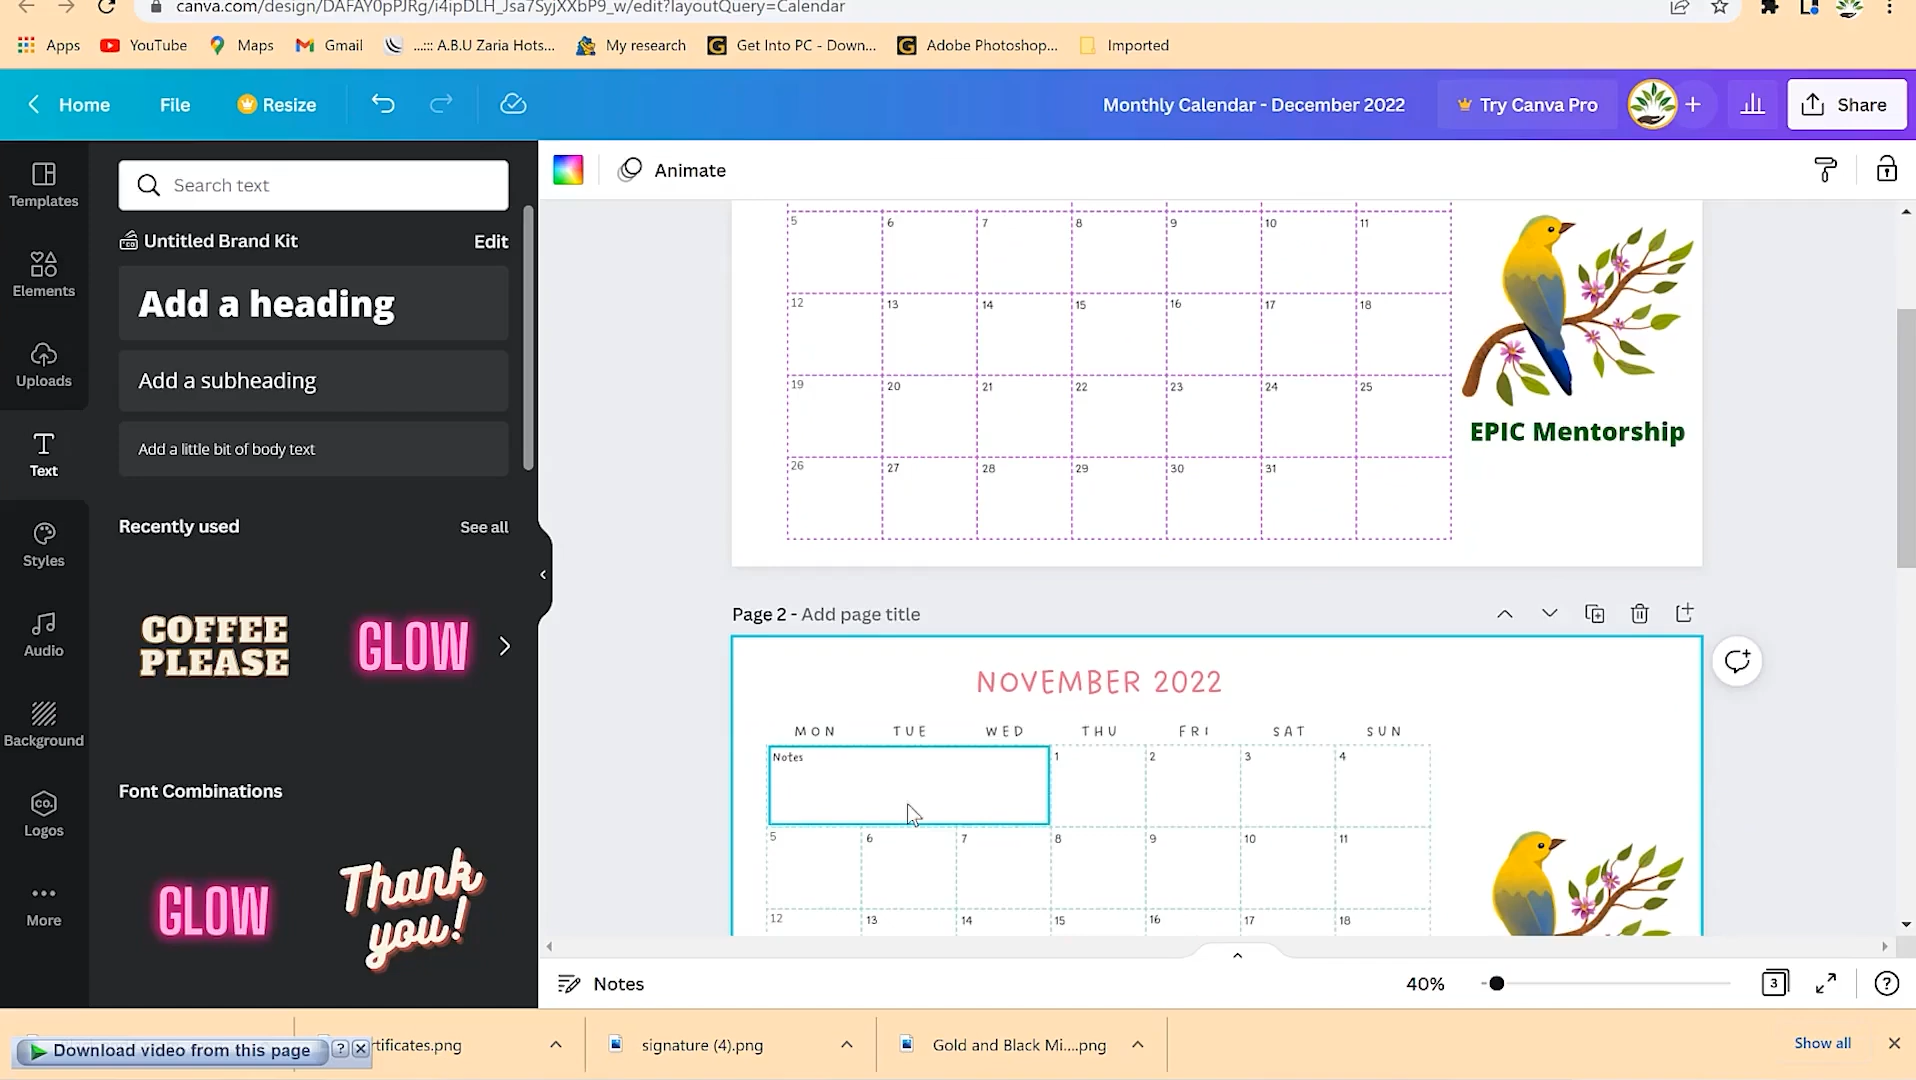 canva.com/design/DAFAY0pPJRg/i4ipDLH_Jsa7SyjXXbP9_w/edit?layoutQuery=Calendar
Apps
YouTube
Maps
Gmail
..::: A.B.U Zaria Hots...
My research
Get Into PC - Down...
Adobe Photoshop...
Imported
Home
File
Resize
Monthly Calendar - December 2022
Try Canva Pro
Share
Templates
Elements
Uploads
Text
Styles
Audio
Background
CO.
Logos
More
Search text
Untitled Brand Kit
Edit
Add a heading
Add a subheading
Add a little bit of body text
Recently used
See all
COFFEE
PLEASE
GLOW
Font Combinations
GLOW
Thank
you!
Animate
5 6 7 8 9 10 11
12 13 14 15 16 17 18
19 20 21 22 23 24 25
26 27 28 29 30 31
EPIC Mentorship
Page 2 - Add page title
NOVEMBER 2022
MON TUE WED THU FRI SAT SUN
Notes 1 2 3 4
5 6 7 8 9 10 11
12 13 14 15 16 17 18
Notes
40%
3
?
Download video from this page
?
rtificates.png
signature (4).png
Gold and Black Mi....png
Show all